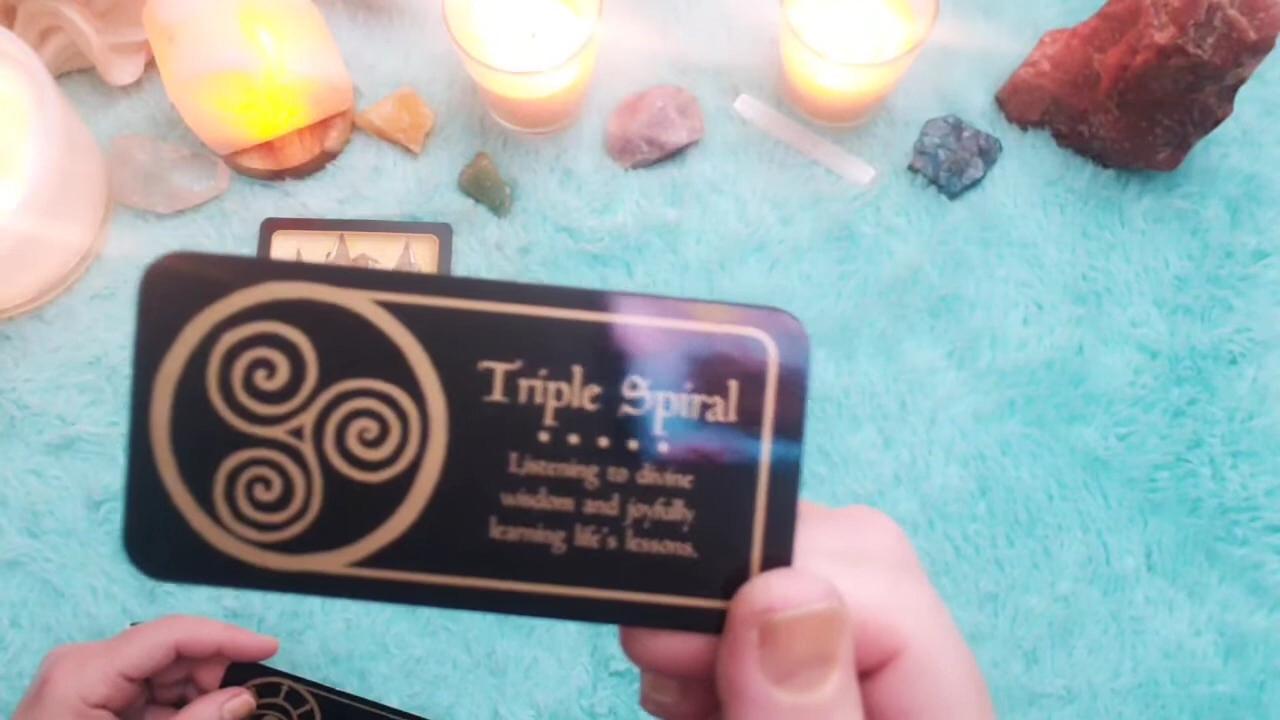 Triple Spiral
Listening to divine
wisdom and joyfully
learning life's lessons.